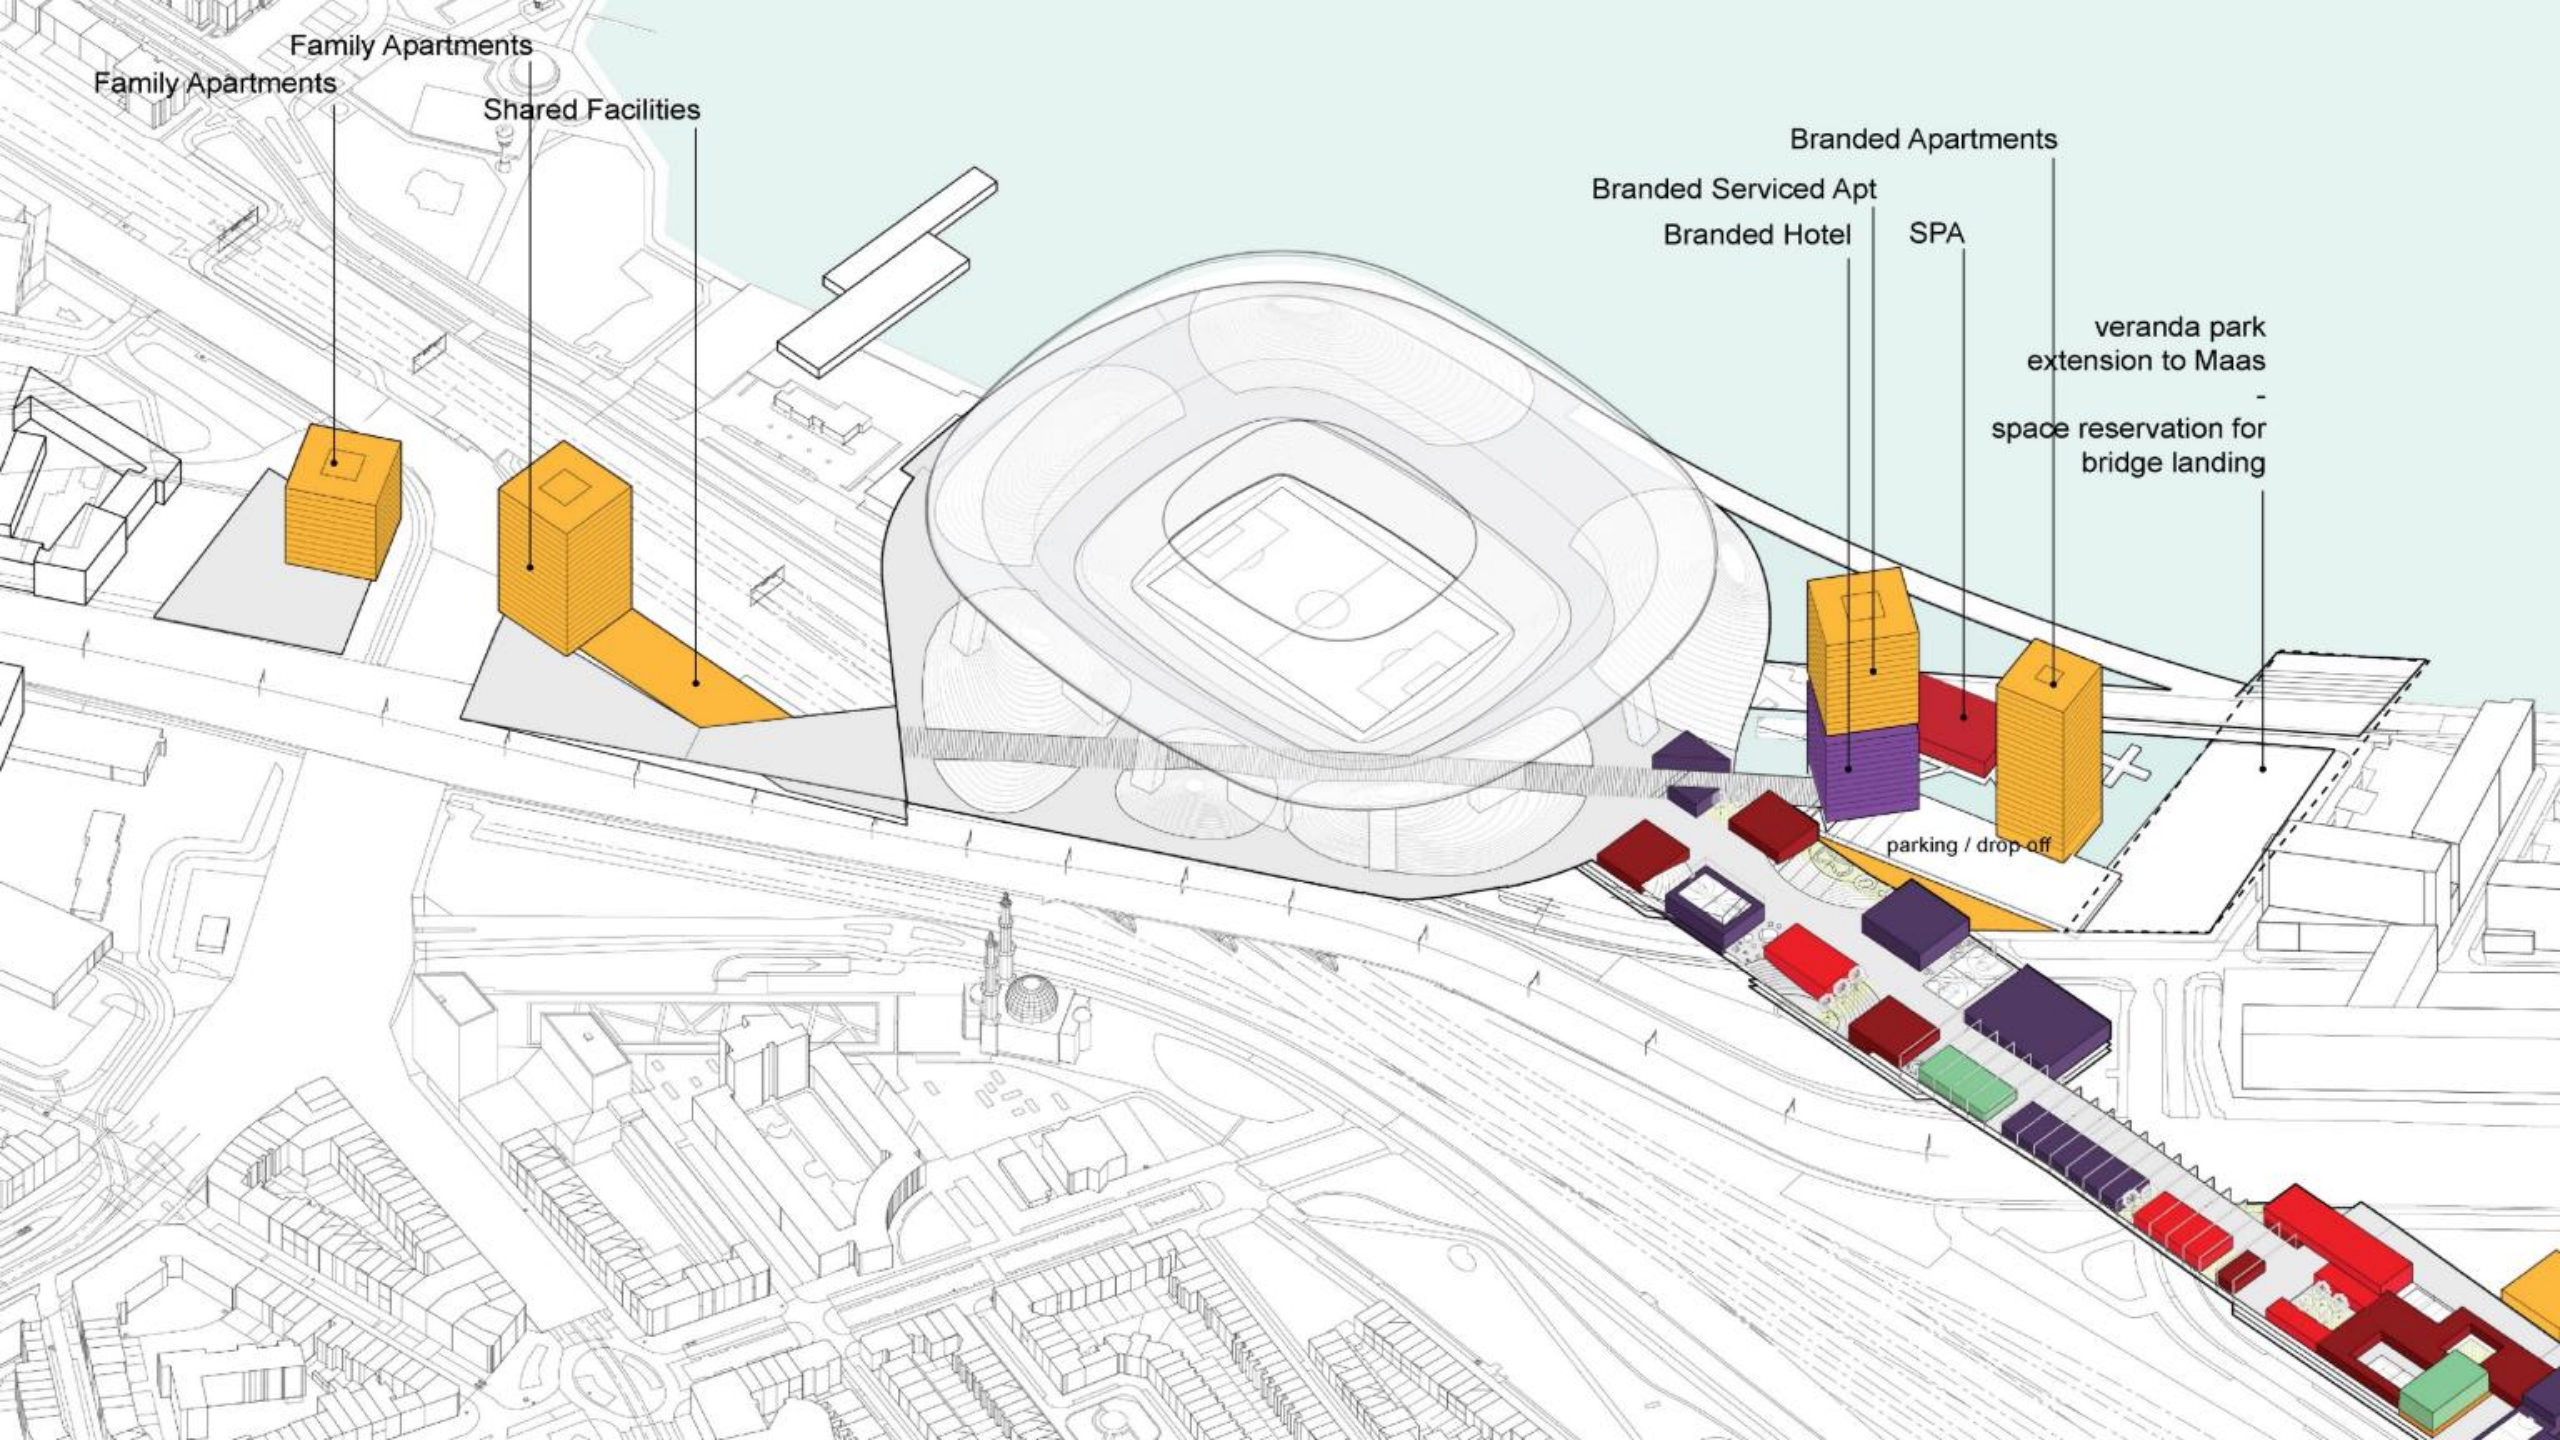 Family Apartments
Family Apartments
Shared Facilities
Branded Apartments
Branded Serviced Apt
Branded Hotel
SPA
veranda park
extension to Maas
-
space reservation for
bridge landing
parking / drop off